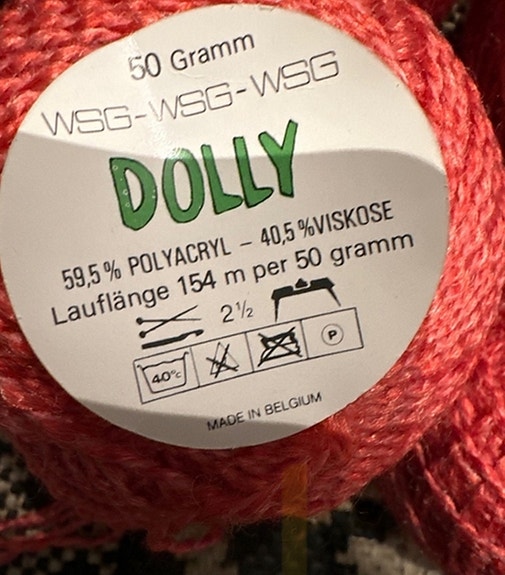 50 Gramm
WSG-WSG-WSG
DOLLY
59,5% POLYACRYL – 40,5%VISKOSE
Lauflänge 154 m per 50 gramm
2½
40°C P
MADE IN BELGIUM